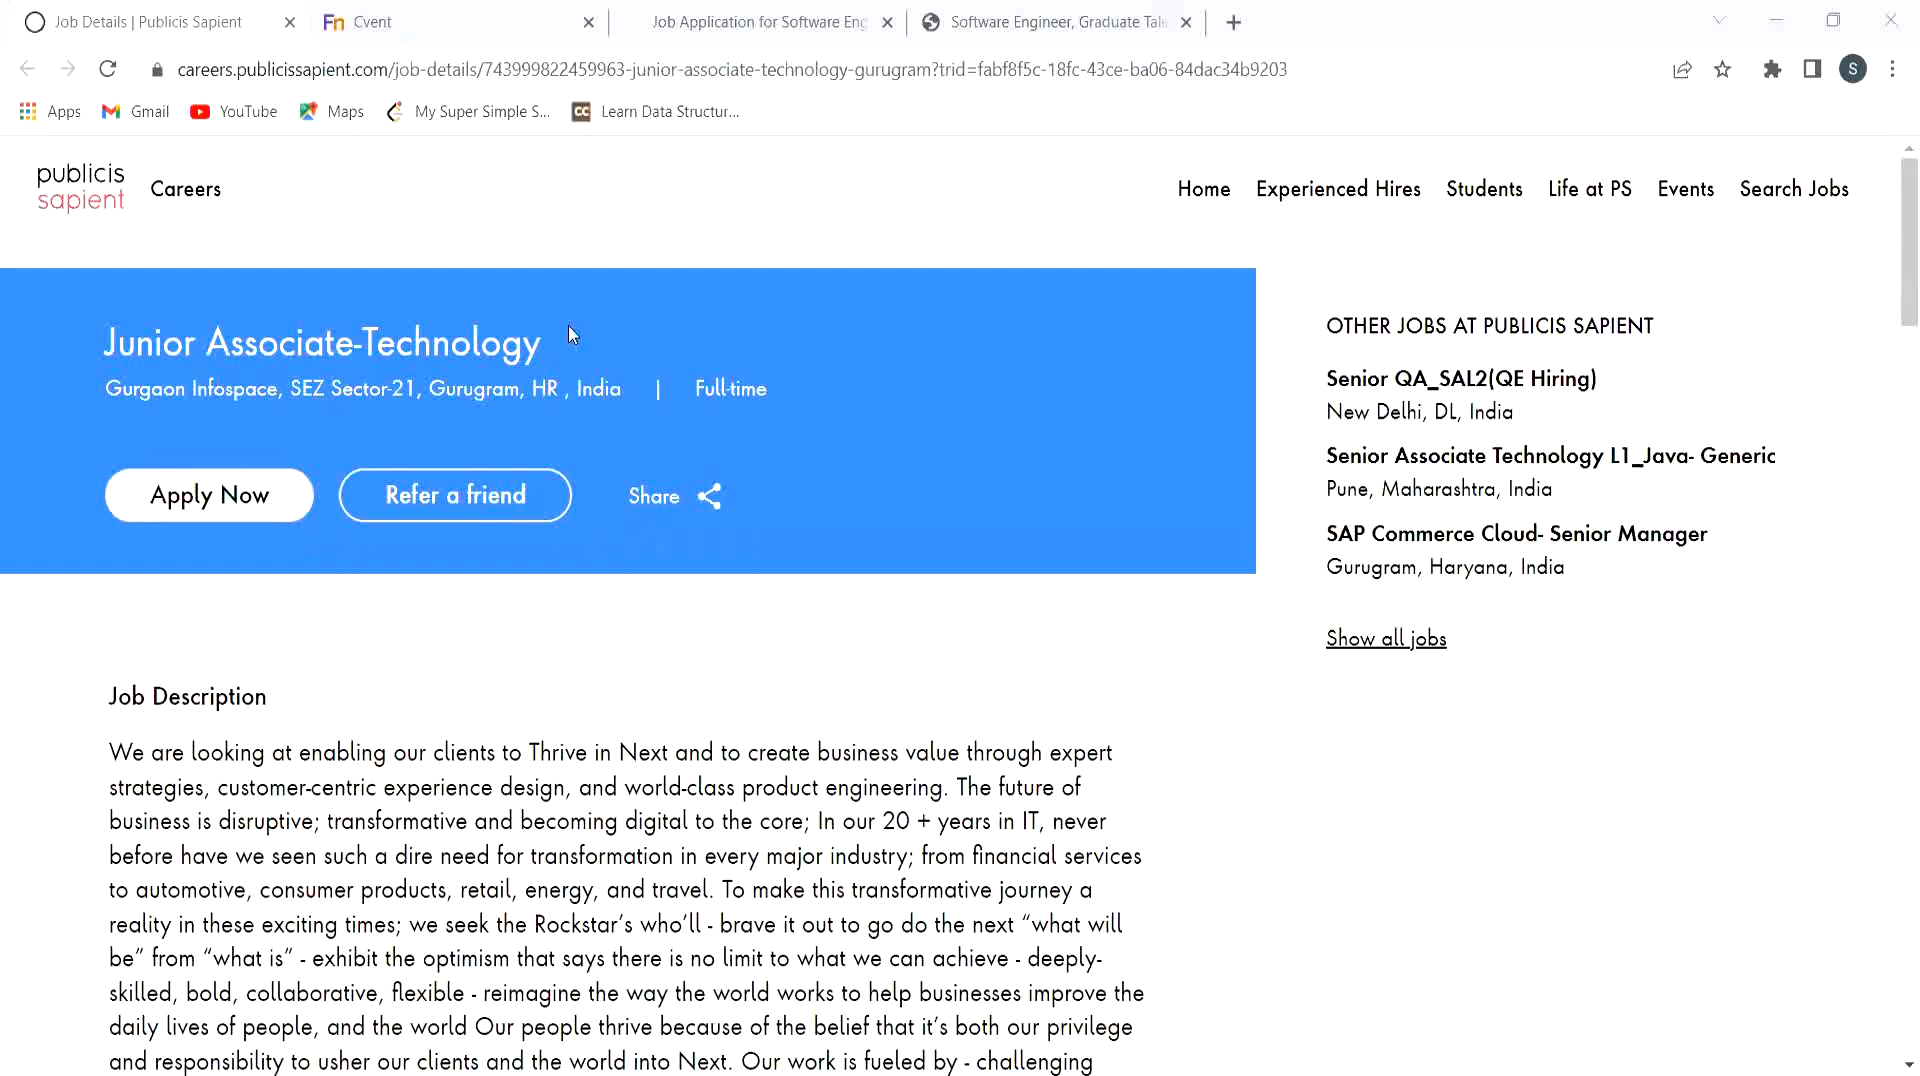 Job Details | Publicis Sapient
Fn Cvent
Job Application for Software Eng
Software Engineer, Graduate Tale
careers.publicissapient.com/job-details/743999822459963-junior-associate-technology-gurugram?trid=fabf8f5c-18fc-43ce-ba06-84dac34b9203
S
Apps
Gmail
YouTube
Maps
My Super Simple S...
CC Learn Data Structur...
publicis
sapient
Careers
Home
Experienced Hires
Students
Life at PS
Events
Search Jobs
Junior Associate-Technology
Gurgaon Infospace, SEZ Sector-21, Gurugram, HR , India | Full-time
Apply Now
Refer a friend
Share
OTHER JOBS AT PUBLICIS SAPIENT
Senior QA_SAL2(QE Hiring)
New Delhi, DL, India
Senior Associate Technology L1_Java- Generic
Pune, Maharashtra, India
SAP Commerce Cloud- Senior Manager
Gurugram, Haryana, India
Show all jobs
Job Description
We are looking at enabling our clients to Thrive in Next and to create business value through expert
strategies, customer-centric experience design, and world-class product engineering. The future of
business is disruptive; transformative and becoming digital to the core; In our 20 + years in IT, never
before have we seen such a dire need for transformation in every major industry; from financial services
to automotive, consumer products, retail, energy, and travel. To make this transformative journey a
reality in these exciting times; we seek the Rockstar’s who’ll - brave it out to go do the next “what will
be” from “what is” - exhibit the optimism that says there is no limit to what we can achieve - deeply-
skilled, bold, collaborative, flexible - reimagine the way the world works to help businesses improve the
daily lives of people, and the world Our people thrive because of the belief that it’s both our privilege
and responsibility to usher our clients and the world into Next. Our work is fueled by - challenging